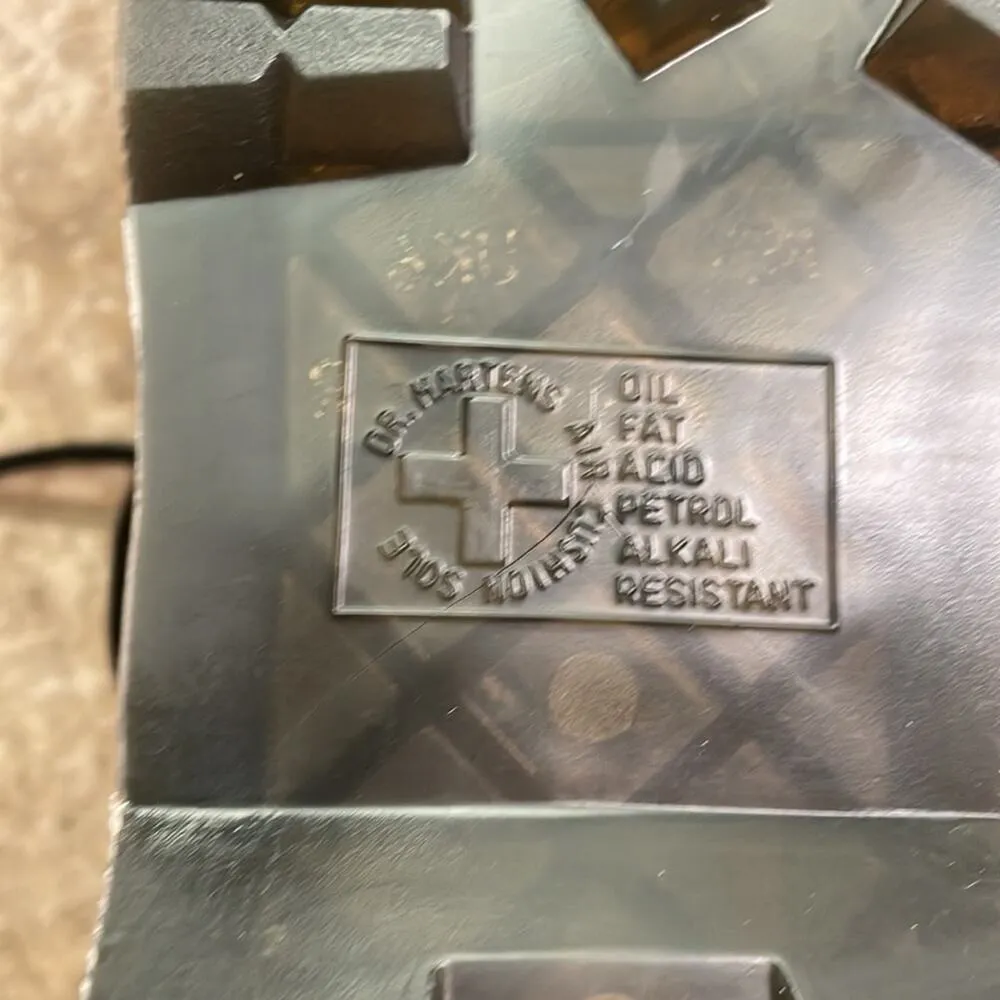 DR. MARTENS AIR CUSHION SOLE
OIL
FAT
ACID
PETROL
ALKALI
RESISTANT